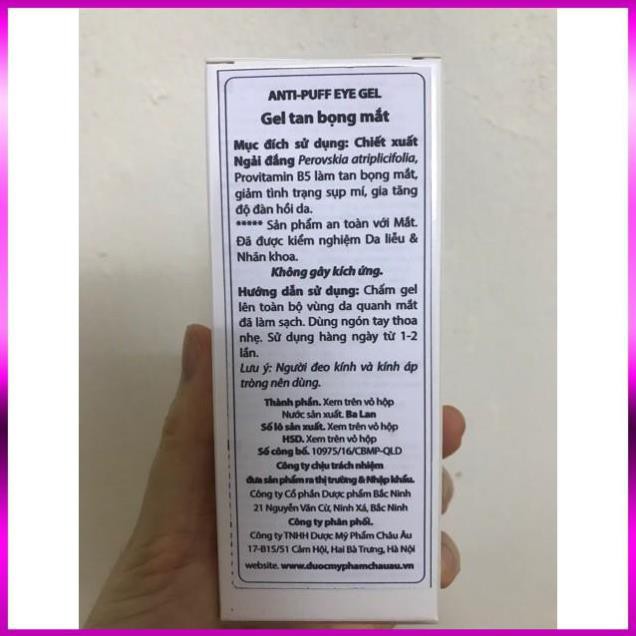 ANTI-PUFF EYE GEL
Gel tan bọng mắt
Mục đích sử dụng: Chiết xuất
Ngải đắng Perovskia atriplicifolia,
Provitamin B5 làm tan bọng mắt,
giảm tình trạng sụp mí, gia tăng
độ đàn hồi da.
***** Sản phẩm an toàn với Mắt.
Đã được kiểm nghiệm Da liễu &
Nhãn khoa.
Không gây kích ứng.
Hướng dẫn sử dụng: Chấm gel
lên toàn bộ vùng da quanh mắt
đã làm sạch. Dùng ngón tay thoa
nhẹ. Sử dụng hàng ngày từ 1-2
lần.
Lưu ý: Người đeo kính và kính áp
tròng nên dùng.
Thành phần. Xem trên vỏ hộp
Nước sản xuất. Ba Lan
Số lô sản xuất. Xem trên vỏ hộp
HSD. Xem trên vỏ hộp
Số công bố. 10975/16/CBMP-QLD
Công ty chịu trách nhiệm
đưa sản phẩm ra thị trường & Nhập khẩu.
Công ty Cổ phần Dược phẩm Bắc Ninh
21 Nguyễn Văn Cừ, Ninh Xá, Bắc Ninh
Công ty phân phối.
Công ty TNHH Dược Mỹ Phẩm Châu Âu
17-B15/51 Cảm Hội, Hai Bà Trưng, Hà Nội
website. www.duocmyphamchauau.vn